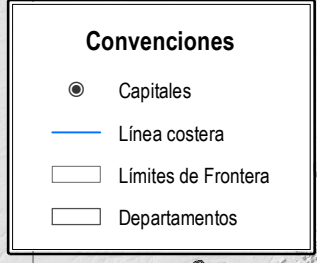 Convenciones
Capitales
Línea costera
Límites de Frontera
Departamentos